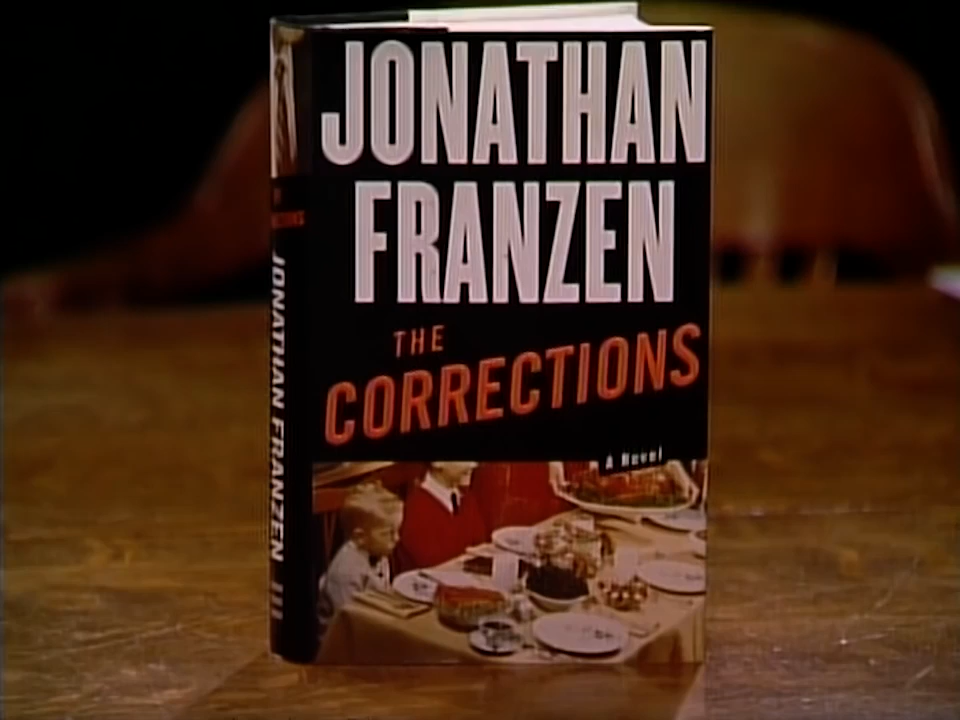 JONATHAN
FRANZEN
THE
CORRECTIONS
A Novel
JONATHAN FRANZEN